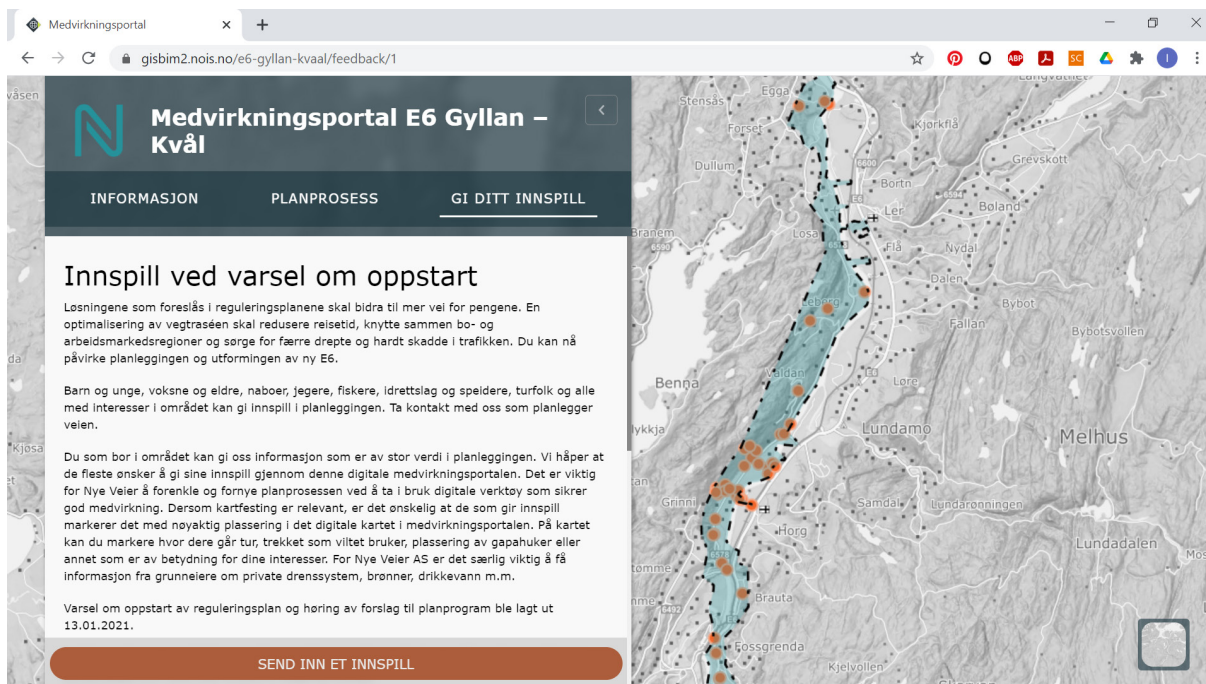 Medvirkningsportal
gisbim2.nois.no/e6-gyllan-kvaal/feedback/1
ABP
SC
I
Medvirkningsportal E6 Gyllan –
Kvål
INFORMASJON PLANPROSESS GI DITT INNSPILL
Innspill ved varsel om oppstart
Løsningene som foreslås i reguleringsplanene skal bidra til mer vei for pengene. En
optimalisering av vegtraséen skal redusere reisetid, knytte sammen bo- og
arbeidsmarkedsregioner og sørge for færre drepte og hardt skadde i trafikken. Du kan nå
påvirke planleggingen og utformingen av ny E6.
Barn og unge, voksne og eldre, naboer, jegere, fiskere, idrettslag og speidere, turfolk og alle
med interesser i området kan gi innspill i planleggingen. Ta kontakt med oss som planlegger
veien.
Du som bor i området kan gi oss informasjon som er av stor verdi i planleggingen. Vi håper at
de fleste ønsker å gi sine innspill gjennom denne digitale medvirkningsportalen. Det er viktig
for Nye Veier å forenkle og fornye planprosessen ved å ta i bruk digitale verktøy som sikrer
god medvirkning. Dersom kartfesting er relevant, er det ønskelig at de som gir innspill
markerer det med nøyaktig plassering i det digitale kartet i medvirkningsportalen. På kartet
kan du markere hvor dere går tur, trekket som viltet bruker, plassering av gapahuker eller
annet som er av betydning for dine interesser. For Nye Veier AS er det særlig viktig å få
informasjon fra grunneiere om private drenssystem, brønner, drikkevann m.m.
Varsel om oppstart av reguleringsplan og høring av forslag til planprogram ble lagt ut
13.01.2021.
SEND INN ET INNSPILL
Egga
Stensås
Forset
Kjørkflå
Grevskott
Dullum
6600
Bortn
6594
E6
Ler
Bøland
Branem
6590
Losa
Flå
Nydal
Dalen
Leberg
Bybot
Fallan
Bybotsvollen
Valdan
E6
Benna
Løre
Lundamo
Melhus
Grinni
Samdal
Lundarønningen
Horg
Lundadalen
6576
Brauta
6492
Fossgrenda
Kjelvollen